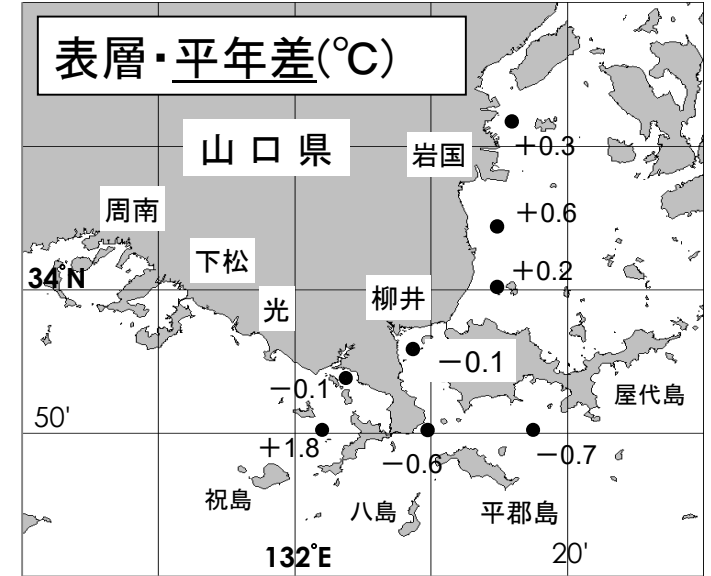 表層・平年差(℃)
山口県
岩国
+0.3
周南
+0.6
下松
34°N
+0.2
柳井
光
−0.1
−0.1
屋代島
50'
+1.8
−0.6
−0.7
祝島
八島
平郡島
132°E
20'